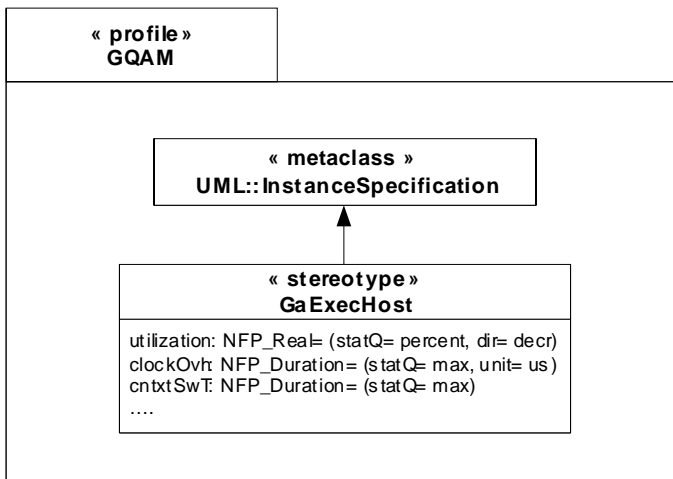 « profile»
GQAM
« metaclass »
UML::InstanceSpecification
« stereotype»
GaExecHost
utilization: NFP_Real= (statQ= percent, dir= decr)
clockOvh: NFP_Duration= (statQ= max, unit= us )
cntxtSwT: NFP_Duration= (statQ= max)
....